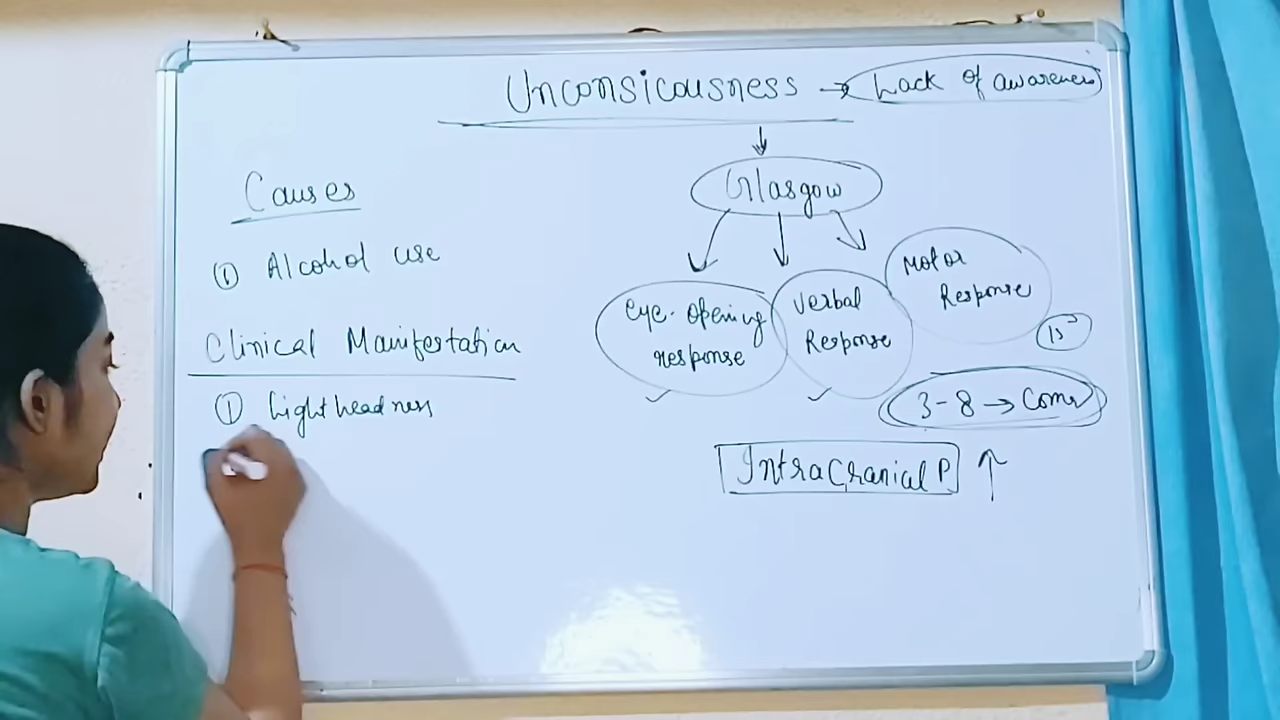 Unconsicousness → Lack of awareness
Glasgow
Causes
① Alcohol use
Eye-opening response
Verbal Response
Motor Response
15
Clinical Manifestation
① Lightheadness
3-8 → Coma
IntraCranial P ↑